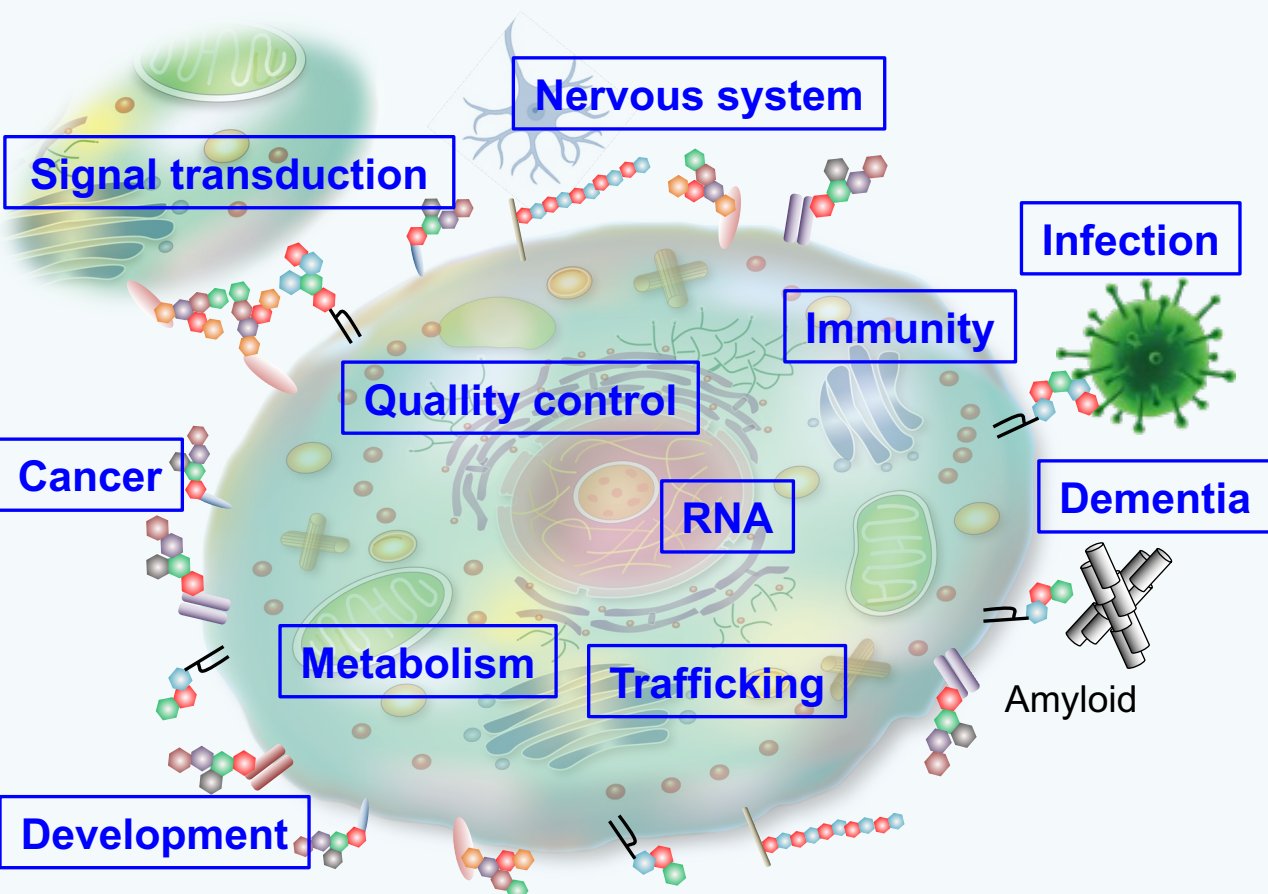 Nervous system
Signal transduction
Infection
Immunity
Quallity control
Cancer
Dementia
RNA
Metabolism
Trafficking
Amyloid
Development